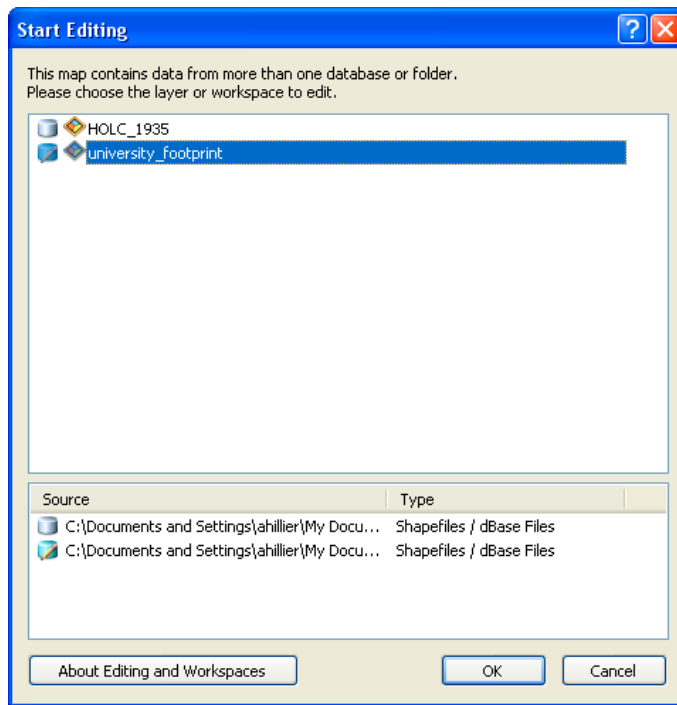 Start Editing
This map contains data from more than one database or folder.
Please choose the layer or workspace to edit.
HOLC_1935
university_footprint
Source Type
C:\Documents and Settings\ahillier\My Docu... Shapefiles / dBase Files
C:\Documents and Settings\ahillier\My Docu... Shapefiles / dBase Files
About Editing and Workspaces OK Cancel